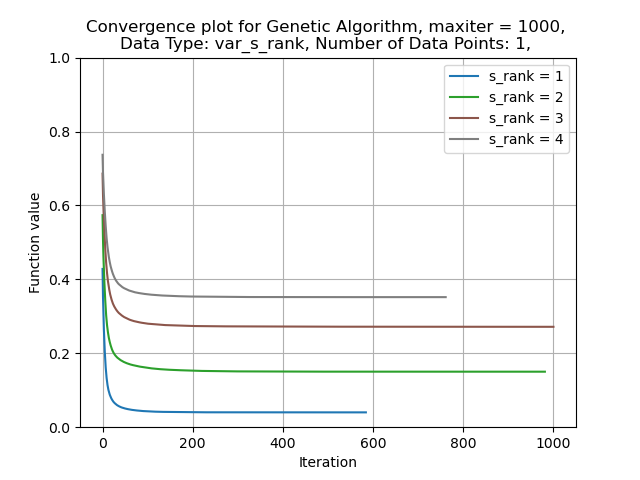 Convergence plot for Genetic Algorithm, maxiter = 1000,
Data Type: var_s_rank, Number of Data Points: 1,
1.0
0.8
0.6
0.4
0.2
0.0
Function value
s_rank = 1
s_rank = 2
s_rank = 3
s_rank = 4
0 200 400 600 800 1000
Iteration